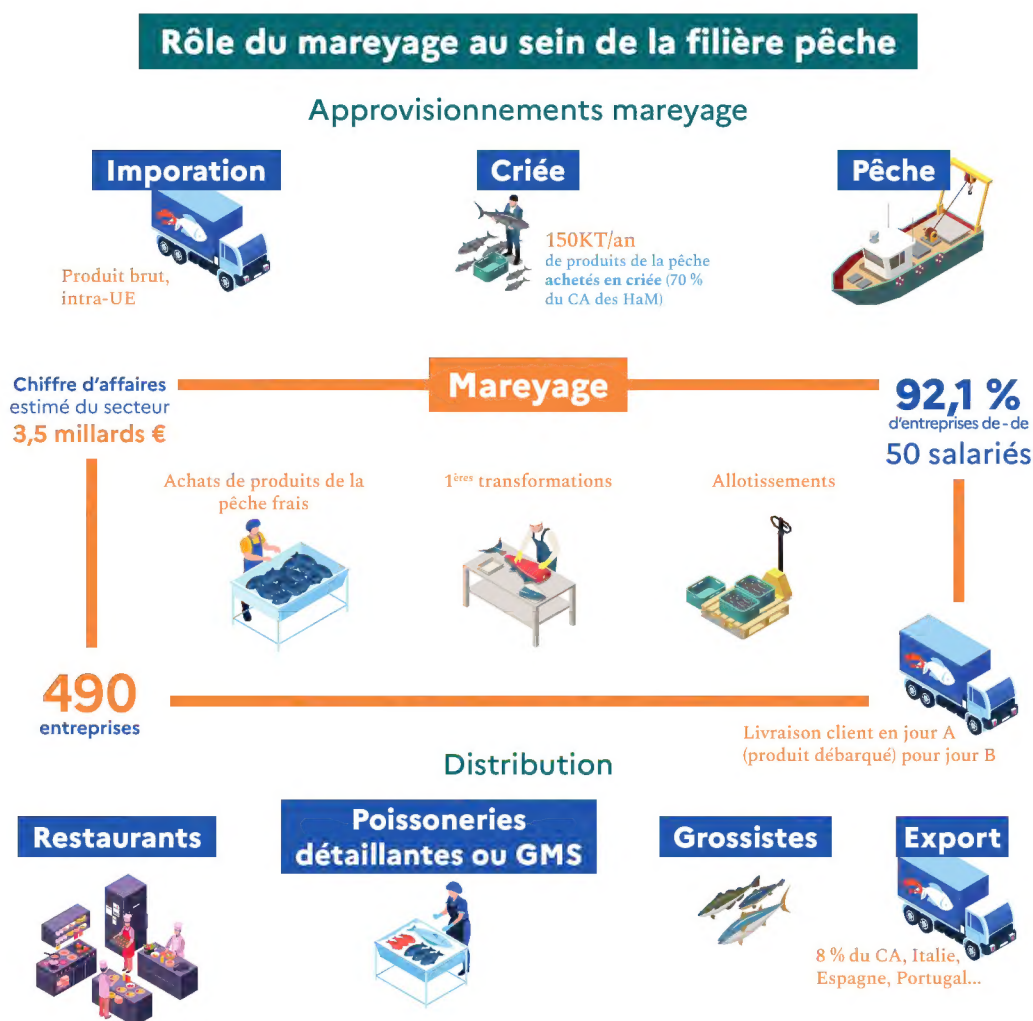 Rôle du mareyage au sein de la filière pêche
Approvisionnements mareyage
Imporation
Criée
Pêche
Produit brut,
intra-UE
150KT/an
de produits de la pêche
achetés en criée (70 %
du CA des HaM)
Chiffre d'affaires
estimé du secteur
3,5 millards €
Mareyage
92,1 %
d'entreprises de - de
50 salariés
Achats de produits de la
pêche frais
1ères transformations
Allotissements
490
entreprises
Livraison client en jour A
(produit débarqué) pour jour B
Distribution
Restaurants
Poissoneries
détaillantes ou GMS
Grossistes
Export
8 % du CA, Italie,
Espagne, Portugal...